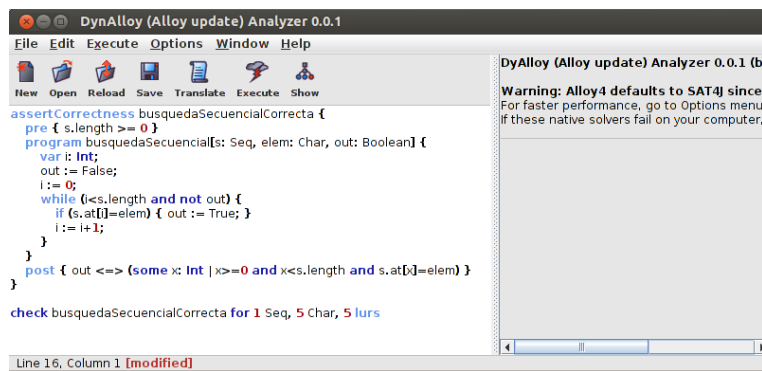 DynAlloy (Alloy update) Analyzer 0.0.1
File Edit Execute Options Window Help
New Open Reload Save Translate Execute Show
assertCorrectness busquedaSecuencialCorrecta {
pre { s.length >= 0 }
program busquedaSecuencial[s: Seq, elem: Char, out: Boolean] {
var i: Int;
out := False;
i := 0;
while (i<s.length and not out) {
if (s.at[i]=elem) { out := True; }
i := i+1;
}
}
post { out <=> (some x: Int | x>=0 and x<s.length and s.at[x]=elem) }
}
check busquedaSecuencialCorrecta for 1 Seq, 5 Char, 5 lurs
DyAlloy (Alloy update) Analyzer 0.0.1 (b
Warning: Alloy4 defaults to SAT4J since
For faster performance, go to Options menu
If these native solvers fail on your computer,
Line 16, Column 1 [modified]